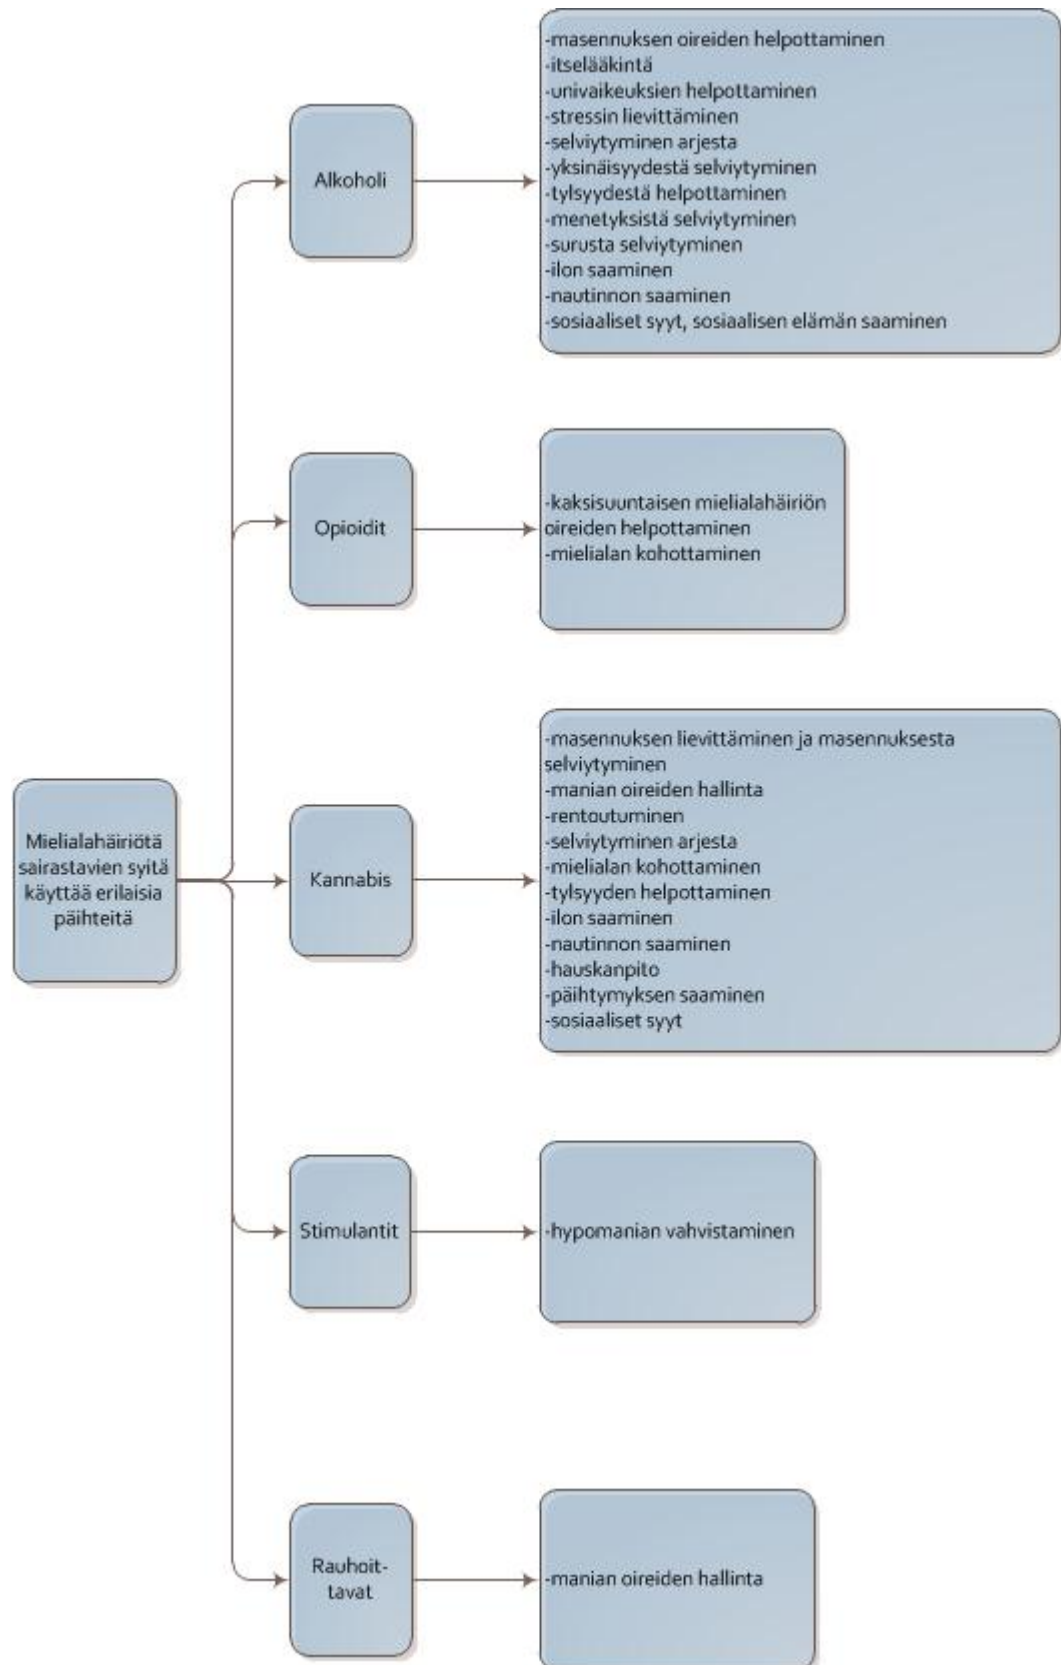 Mielialahäiriötä
sairastavien syitä
käyttää erilaisia
päihteitä
Alkoholi
-masennuksen oireiden helpottaminen
-itselääkintä
-univaikeuksien helpottaminen
-stressin lievittäminen
-selviytyminen arjesta
-yksinäisyydestä selviytyminen
-tylsyydestä helpottaminen
-menetyksistä selviytyminen
-surusta selviytyminen
-ilon saaminen
-nautinnon saaminen
-sosiaaliset syyt, sosiaalisen elämän saaminen
Opioidit
-kaksisuuntaisen mielialahäiriön
oireiden helpottaminen
-mielialan kohottaminen
Kannabis
-masennuksen lievittäminen ja masennuksesta
selviytyminen
-manian oireiden hallinta
-rentoutuminen
-selviytyminen arjesta
-mielialan kohottaminen
-tylsyyden helpottaminen
-ilon saaminen
-nautinnon saaminen
-hauskanpito
-päihtymyksen saaminen
-sosiaaliset syyt
Stimulantit
-hypomanian vahvistaminen
Rauhoit-
tavat
-manian oireiden hallinta